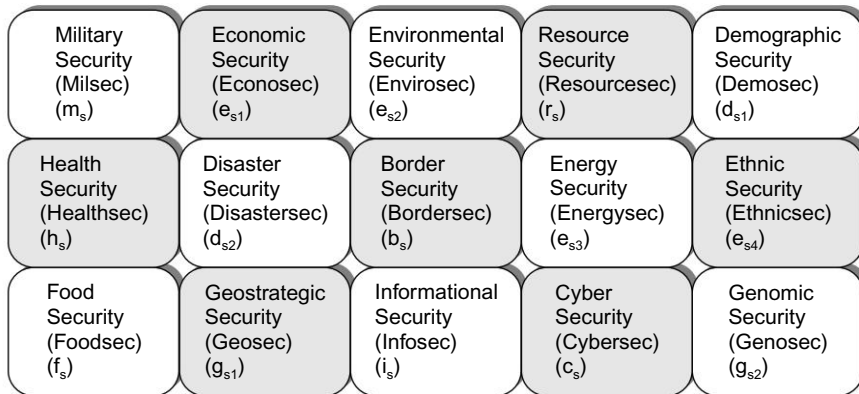 Military
Security
(Milsec)
(mₛ)
Economic
Security
(Econosec)
(eₛ₁)
Environmental
Security
(Envirosec)
(eₛ₂)
Resource
Security
(Resourcesec)
(rₛ)
Demographic
Security
(Demosec)
(dₛ₁)
Health
Security
(Healthsec)
(hₛ)
Disaster
Security
(Disastersec)
(dₛ₂)
Border
Security
(Bordersec)
(bₛ)
Energy
Security
(Energysec)
(eₛ₃)
Ethnic
Security
(Ethnicsec)
(eₛ₄)
Food
Security
(Foodsec)
(fₛ)
Geostrategic
Security
(Geosec)
(gₛ₁)
Informational
Security
(Infosec)
(iₛ)
Cyber
Security
(Cybersec)
(cₛ)
Genomic
Security
(Genosec)
(gₛ₂)